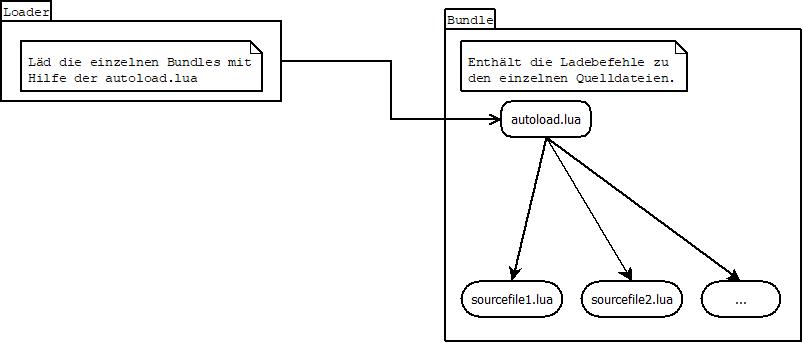 Loader
Läd die einzelnen Bundles mit
Hilfe der autoload.lua
Bundle
Enthält die Ladebefehle zu
den einzelnen Quelldateien.
autoload.lua
sourcefile1.lua
sourcefile2.lua
...